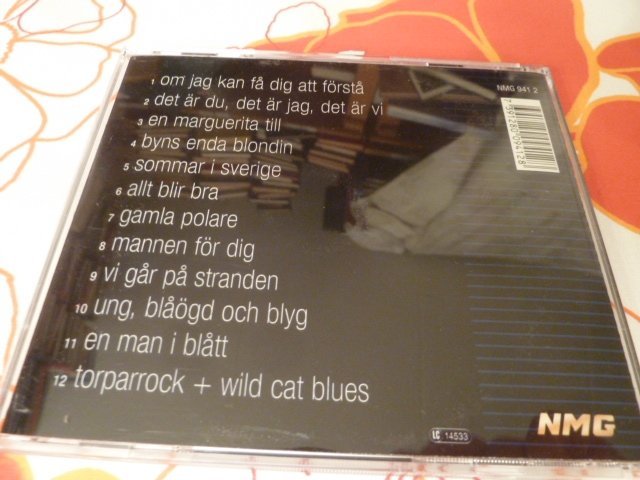 1 om jag kan få dig att förstå
2 det är du, det är jag, det är vi
3 en marguerita till
4 byns enda blondin
5 sommar i sverige
6 allt blir bra
7 gamla polare
8 mannen för dig
9 vi går på stranden
10 ung, blåögd och blyg
11 en man i blått
12 torparrock + wild cat blues
NMG 941 2
7 591280 094128
LC 14533
NMG